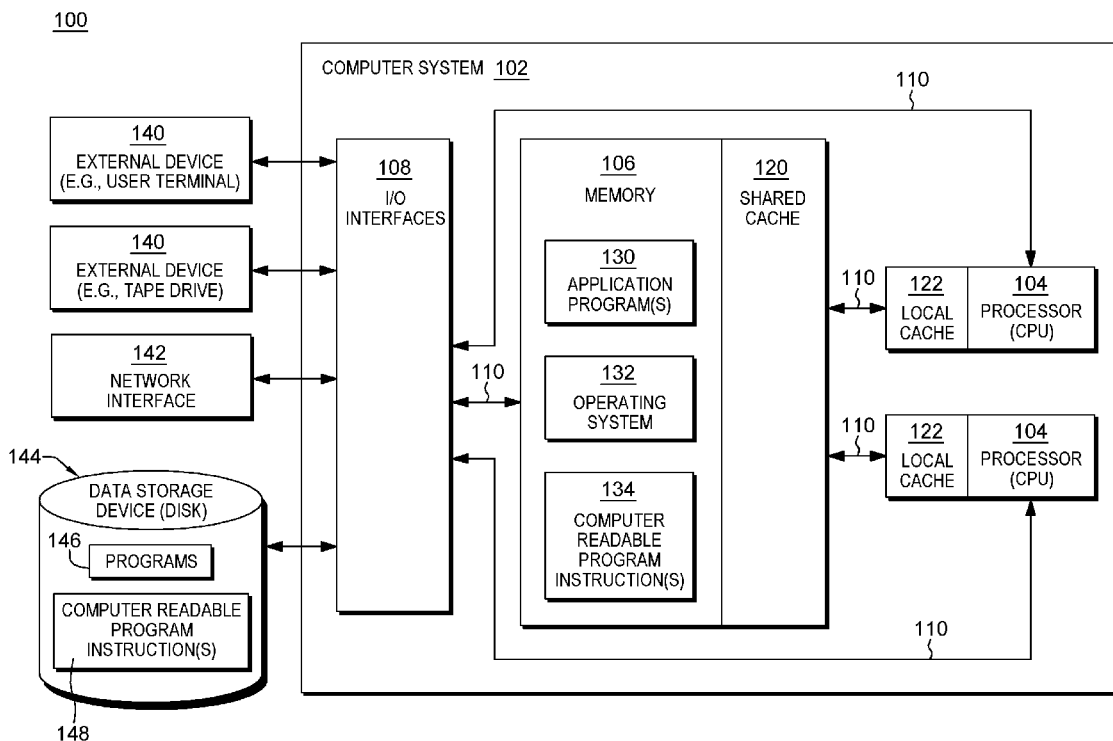 100
COMPUTER SYSTEM 102
110
140
EXTERNAL DEVICE
(E.G., USER TERMINAL)
140
EXTERNAL DEVICE
(E.G., TAPE DRIVE)
142
NETWORK
INTERFACE
144
DATA STORAGE
DEVICE (DISK)
146
PROGRAMS
COMPUTER READABLE
PROGRAM
INSTRUCTION(S)
148
108
I/O
INTERFACES
110
106
MEMORY
130
APPLICATION
PROGRAM(S)
132
OPERATING
SYSTEM
134
COMPUTER
READABLE
PROGRAM
INSTRUCTION(S)
120
SHARED
CACHE
110
122
LOCAL
CACHE
104
PROCESSOR
(CPU)
110
122
LOCAL
CACHE
104
PROCESSOR
(CPU)
110